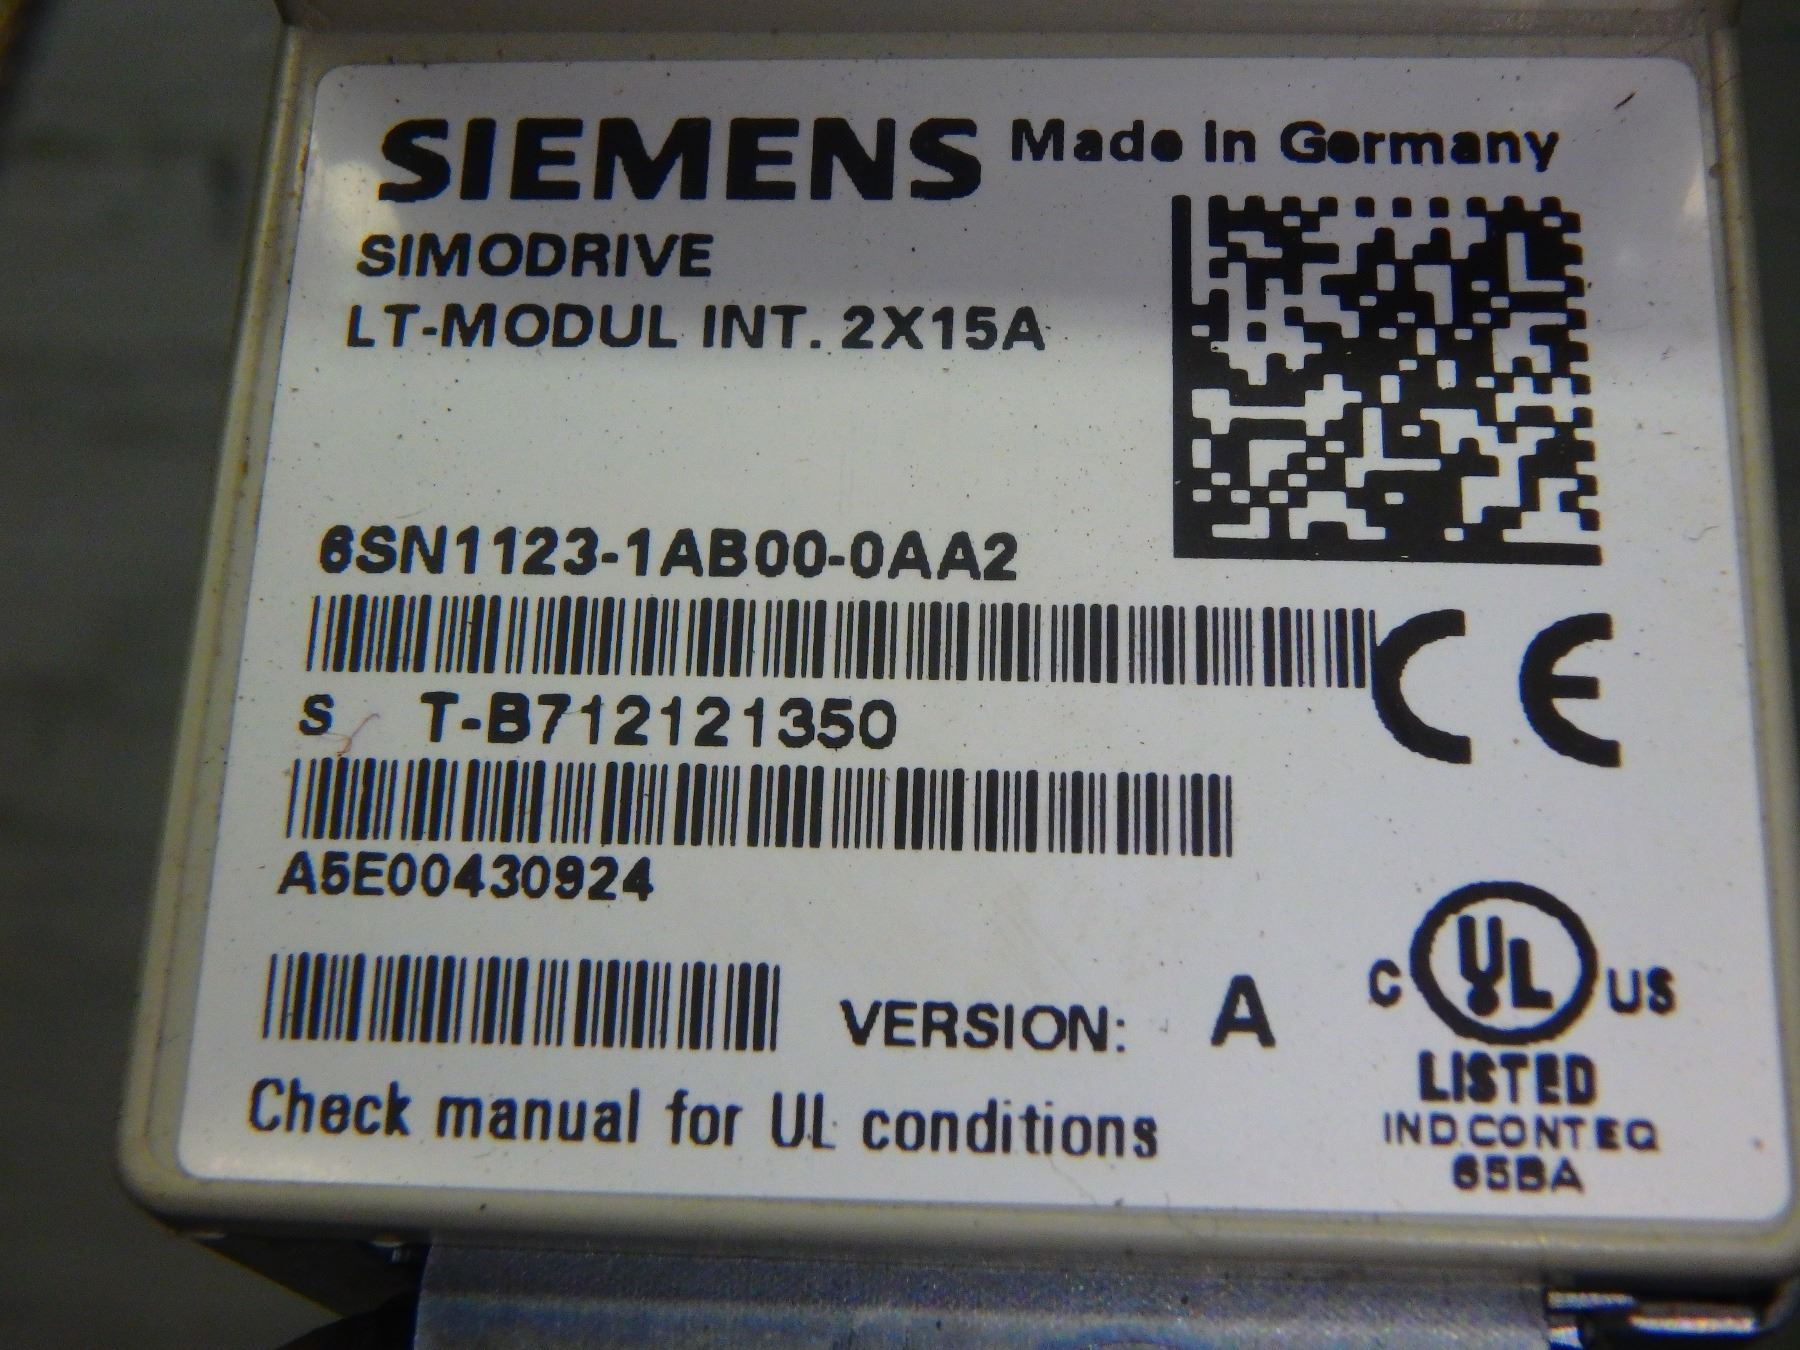 SIEMENS Made in Germany
SIMODRIVE
LT-MODUL INT. 2X15A
6SN1123-1AB00-0AA2
CE
S T-B712121350
A5E00430924
VERSION: A
C UL US
LISTED
IND.CONT.EQ
65BA
Check manual for UL conditions